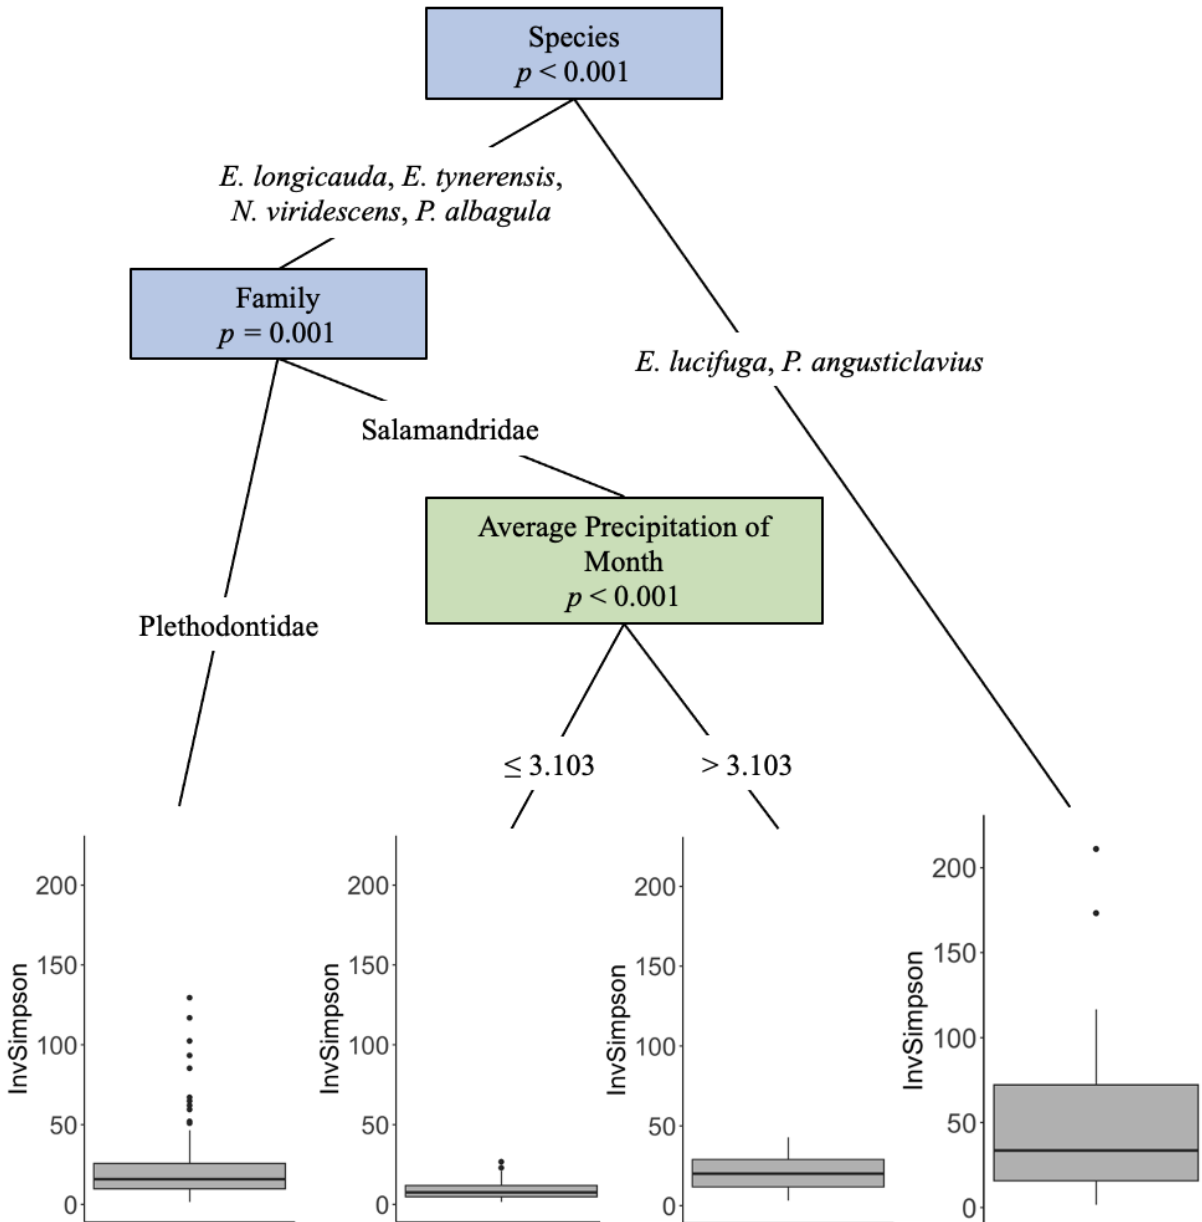 Species
p < 0.001
E. longicauda, E. tynerensis,
N. viridescens, P. albagula
Family
p = 0.001
E. lucifuga, P. angusticlavius
Salamandridae
Average Precipitation of
Month
p < 0.001
Plethodontidae
≤ 3.103
> 3.103
InvSimpson
200
150
100
50
0
InvSimpson
200
150
100
50
0
InvSimpson
200
150
100
50
0
InvSimpson
200
150
100
50
0